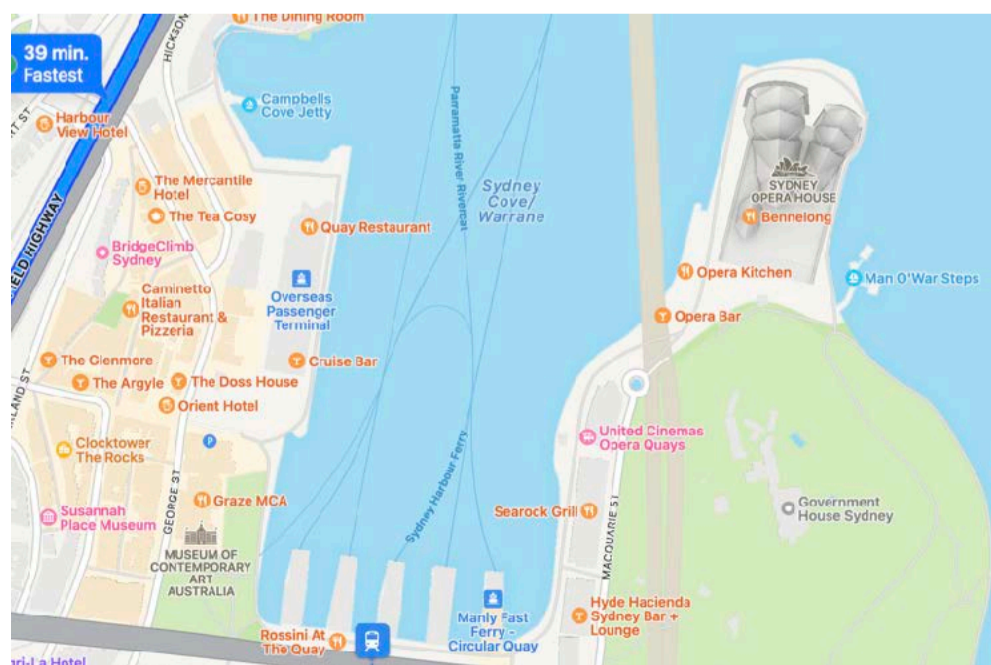 The Dining Room
HICKSON
39 min.
Fastest
Harbour
View Hotel
Campbells
Cove Jetty
Parramatta River Rivercat
Sydney
Cove/
Warrane
SYDNEY
OPERA HOUSE
Bennelong
The Mercantile
Hotel
The Tea Cosy
Quay Restaurant
BridgeClimb
Sydney
Opera Kitchen
Man O'War Steps
Overseas
Passenger
Terminal
Caminetto
Italian
Restaurant &
Pizzeria
Opera Bar
HIGHWAY
The Glenmore
Cruise Bar
The Argyle
The Doss House
Orient Hotel
P
Clocktower
The Rocks
United Cinemas
Opera Quays
Sydney Harbour Ferry
Graze MCA
GEORGE ST
Susannah
Place Museum
Searock Grill
MACQUARIE ST
Government
House Sydney
MUSEUM OF
CONTEMPORARY
ART
AUSTRALIA
Manly Fast
Ferry -
Circular Quay
Hyde Hacienda
Sydney Bar +
Lounge
Rossini At
The Quay
Hotel